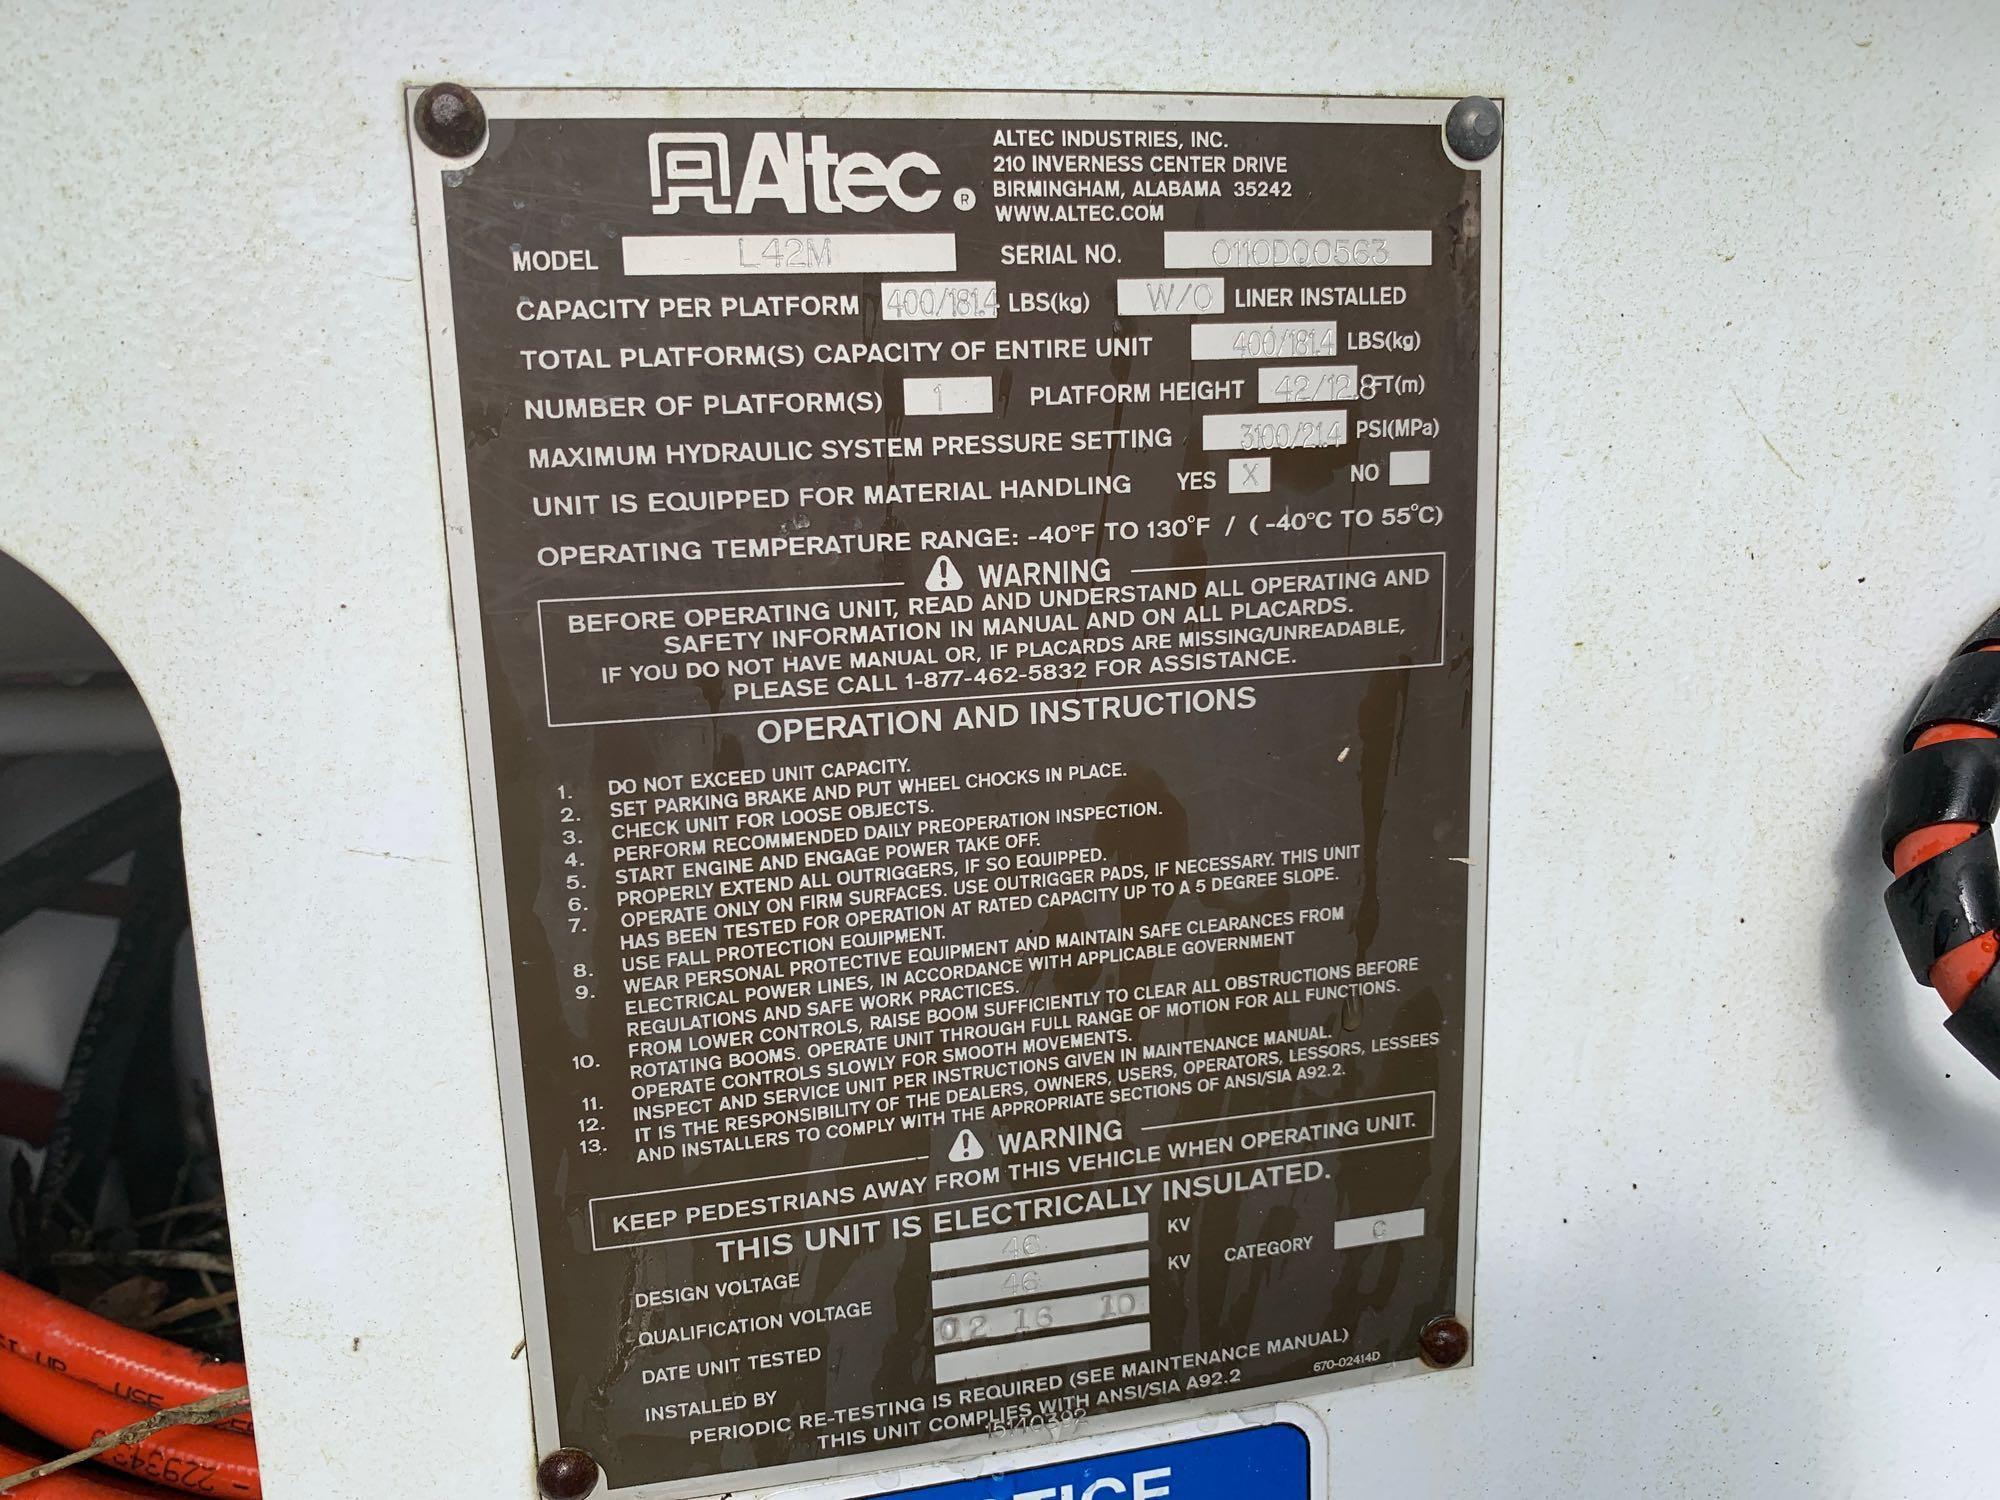 Altec ®
ALTEC INDUSTRIES, INC.
210 INVERNESS CENTER DRIVE
BIRMINGHAM, ALABAMA 35242
WWW.ALTEC.COM
MODEL L42M SERIAL NO. 0110DQ0563
CAPACITY PER PLATFORM 400/181.4 LBS(kg) W/O LINER INSTALLED
TOTAL PLATFORM(S) CAPACITY OF ENTIRE UNIT 400/181.4 LBS(kg)
NUMBER OF PLATFORM(S) 1 PLATFORM HEIGHT 42/12.8 FT(m)
MAXIMUM HYDRAULIC SYSTEM PRESSURE SETTING 3100/21.4 PSI(MPa)
UNIT IS EQUIPPED FOR MATERIAL HANDLING YES X NO
OPERATING TEMPERATURE RANGE: -40°F TO 130°F / (-40°C TO 55°C)
WARNING
BEFORE OPERATING UNIT, READ AND UNDERSTAND ALL OPERATING AND
SAFETY INFORMATION IN MANUAL AND ON ALL PLACARDS.
IF YOU DO NOT HAVE MANUAL OR, IF PLACARDS ARE MISSING/UNREADABLE,
PLEASE CALL 1-877-462-5832 FOR ASSISTANCE.
OPERATION AND INSTRUCTIONS
1. DO NOT EXCEED UNIT CAPACITY.
2. SET PARKING BRAKE AND PUT WHEEL CHOCKS IN PLACE.
3. CHECK UNIT FOR LOOSE OBJECTS.
4. PERFORM RECOMMENDED DAILY PREOPERATION INSPECTION.
5. START ENGINE AND ENGAGE POWER TAKE OFF.
6. PROPERLY EXTEND ALL OUTRIGGERS, IF SO EQUIPPED.
7. OPERATE ONLY ON FIRM SURFACES. USE OUTRIGGER PADS, IF NECESSARY. THIS UNIT
HAS BEEN TESTED FOR OPERATION AT RATED CAPACITY UP TO A 5 DEGREE SLOPE.
8. USE FALL PROTECTION EQUIPMENT.
9. WEAR PERSONAL PROTECTIVE EQUIPMENT AND MAINTAIN SAFE CLEARANCES FROM
ELECTRICAL POWER LINES, IN ACCORDANCE WITH APPLICABLE GOVERNMENT
REGULATIONS AND SAFE WORK PRACTICES.
10. FROM LOWER CONTROLS, RAISE BOOM SUFFICIENTLY TO CLEAR ALL OBSTRUCTIONS BEFORE
ROTATING BOOMS. OPERATE UNIT THROUGH FULL RANGE OF MOTION FOR ALL FUNCTIONS.
11. OPERATE CONTROLS SLOWLY FOR SMOOTH MOVEMENTS.
12. INSPECT AND SERVICE UNIT PER INSTRUCTIONS GIVEN IN MAINTENANCE MANUAL.
13. IT IS THE RESPONSIBILITY OF THE DEALERS, OWNERS, USERS, OPERATORS, LESSORS, LESSEES
AND INSTALLERS TO COMPLY WITH THE APPROPRIATE SECTIONS OF ANSI/SIA A92.2.
WARNING
KEEP PEDESTRIANS AWAY FROM THIS VEHICLE WHEN OPERATING UNIT.
THIS UNIT IS ELECTRICALLY INSULATED.
DESIGN VOLTAGE 46 KV
QUALIFICATION VOLTAGE 46 KV CATEGORY C
DATE UNIT TESTED 02 16 10
INSTALLED BY
PERIODIC RE-TESTING IS REQUIRED (SEE MAINTENANCE MANUAL)
THIS UNIT COMPLIES WITH ANSI/SIA A92.2
670-02414D
15140392
USE